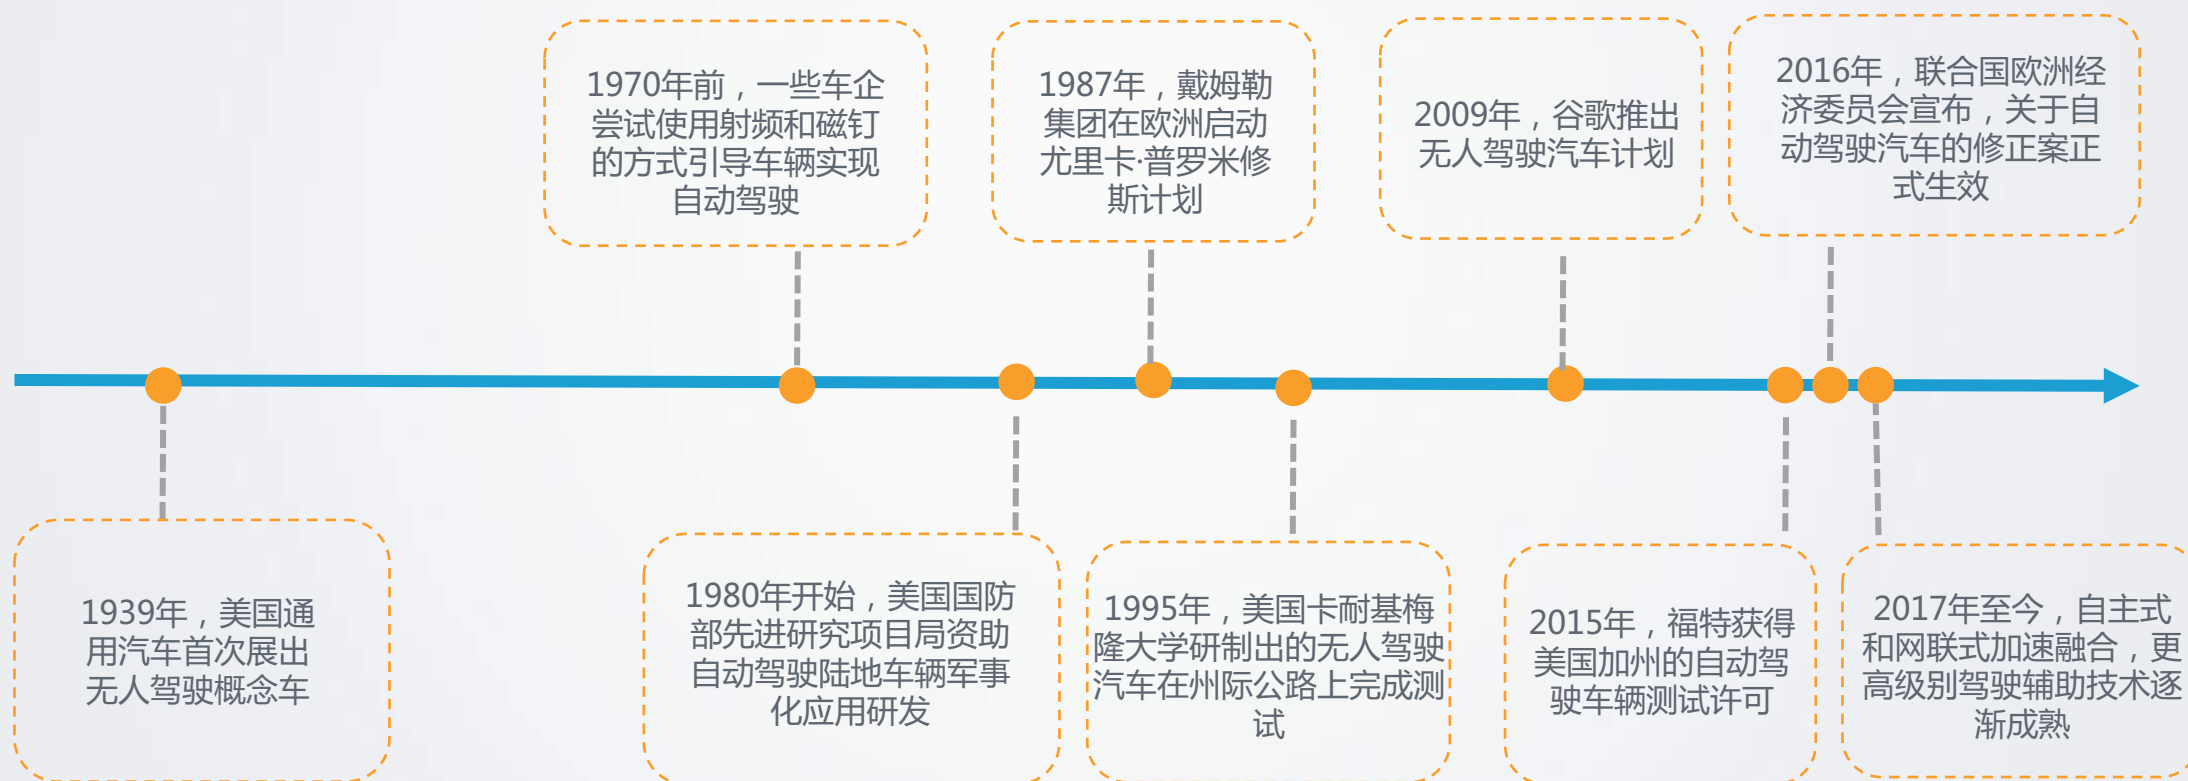 1970年前，一些车企
尝试使用射频和磁钉
的方式引导车辆实现
自动驾驶
1987年，戴姆勒
集团在欧洲启动
尤里卡·普罗米修
斯计划
2009年，谷歌推出
无人驾驶汽车计划
2016年，联合国欧洲经
济委员会宣布，关于自
动驾驶汽车的修正案正
式生效
1939年，美国通
用汽车首次展出
无人驾驶概念车
1980年开始，美国国防
部先进研究项目局资助
自动驾驶陆地车辆军事
化应用研发
1995年，美国卡耐基梅
隆大学研制出的无人驾驶
汽车在州际公路上完成测
试
2015年，福特获得
美国加州的自动驾
驶车辆测试许可
2017年至今，自主式
和网联式加速融合，更
高级别驾驶辅助技术逐
渐成熟